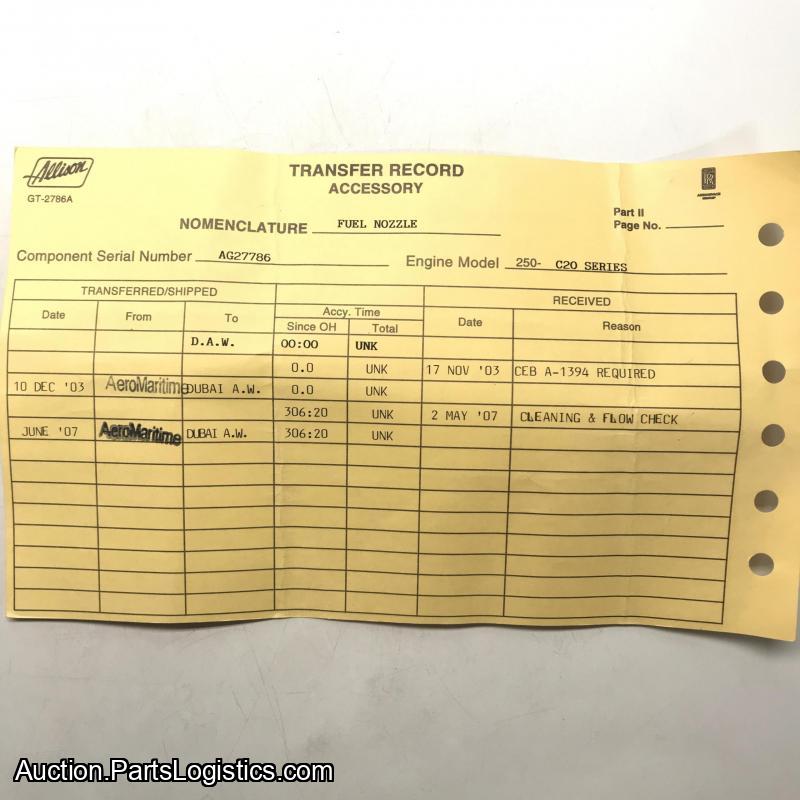 Allison
TRANSFER RECORD
ACCESSORY
GT-2786A
Part II
Page No.
NOMENCLATURE FUEL NOZZLE
Component Serial Number AG27786 Engine Model 250- C20 SERIES
TRANSFERRED/SHIPPED RECEIVED
Accy. Time
Date From To Since OH Total Date Reason
D.A.W. 00:00 UNK
0.0 UNK 17 NOV '03 CEB A-1394 REQUIRED
10 DEC '03 AeroMaritime DUBAI A.W. 0.0 UNK
306:20 UNK 2 MAY '07 CLEANING & FLOW CHECK
JUNE '07 AeroMaritime DUBAI A.W. 306:20 UNK
Auction.PartsLogistics.com